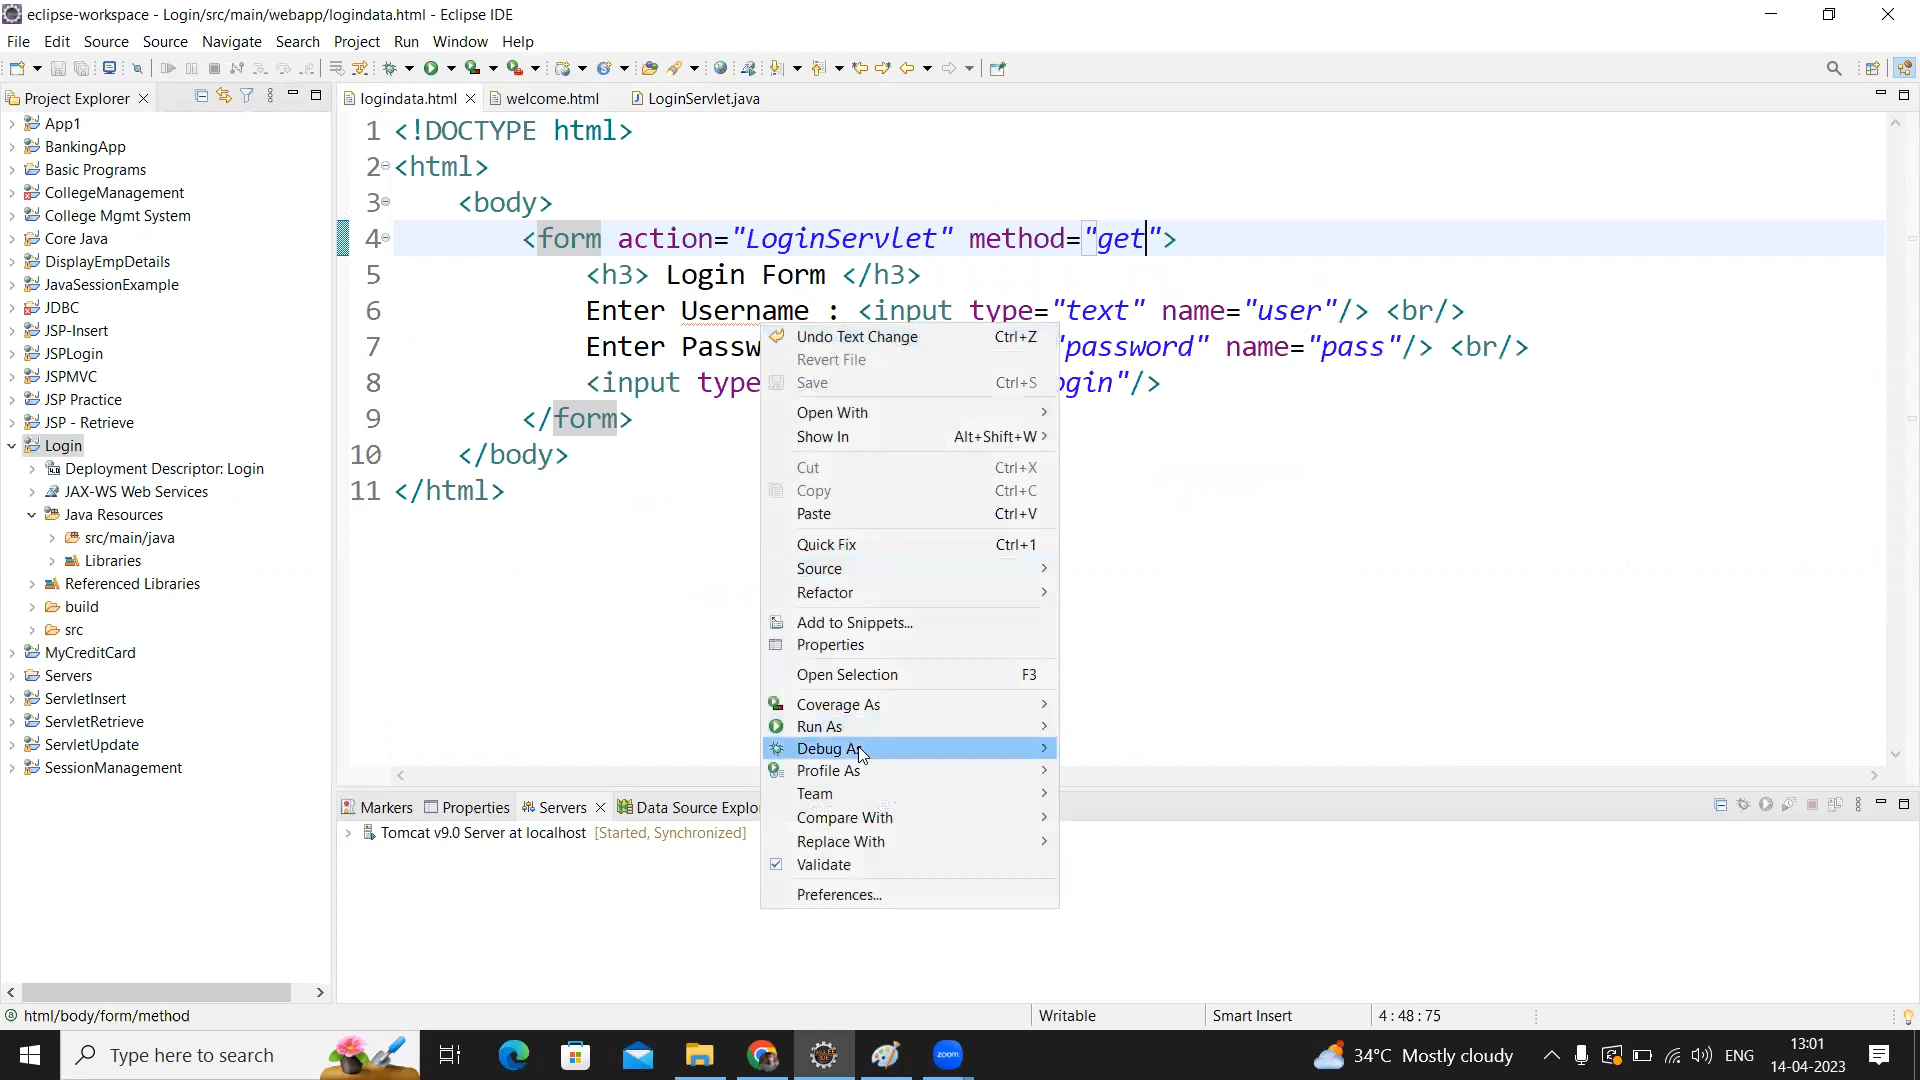 eclipse-workspace - Login/src/main/webapp/logindata.html - Eclipse IDE
File Edit Source Source Navigate Search Project Run Window Help
Project Explorer
logindata.html welcome.html LoginServlet.java
App1
BankingApp
Basic Programs
CollegeManagement
College Mgmt System
Core Java
DisplayEmpDetails
JavaSessionExample
JDBC
JSP-Insert
JSPLogin
JSPMVC
JSP Practice
JSP - Retrieve
Login
Deployment Descriptor: Login
JAX-WS Web Services
Java Resources
src/main/java
Libraries
Referenced Libraries
build
src
MyCreditCard
Servers
ServletInsert
ServletRetrieve
ServletUpdate
SessionManagement
1 <!DOCTYPE html>
2 <html>
3 <body>
4 <form action="LoginServlet" method="get">
5 <h3> Login Form </h3>
6 Enter Username : <input type="text" name="user"/> <br/>
7 Enter Passw "password" name="pass"/> <br/>
8 <input type ogin"/>
9 </form>
10 </body>
11 </html>
Undo Text Change Ctrl+Z
Revert File
Save Ctrl+S
Open With
Show In Alt+Shift+W
Cut Ctrl+X
Copy Ctrl+C
Paste Ctrl+V
Quick Fix Ctrl+1
Source
Refactor
Add to Snippets...
Properties
Open Selection F3
Coverage As
Run As
Debug As
Profile As
Team
Compare With
Replace With
Validate
Preferences...
Markers Properties Servers Data Source Explo
Tomcat v9.0 Server at localhost [Started, Synchronized]
html/body/form/method Writable Smart Insert 4 : 48 : 75
Type here to search
zoom
34°C Mostly cloudy
ENG
13:01
14-04-2023